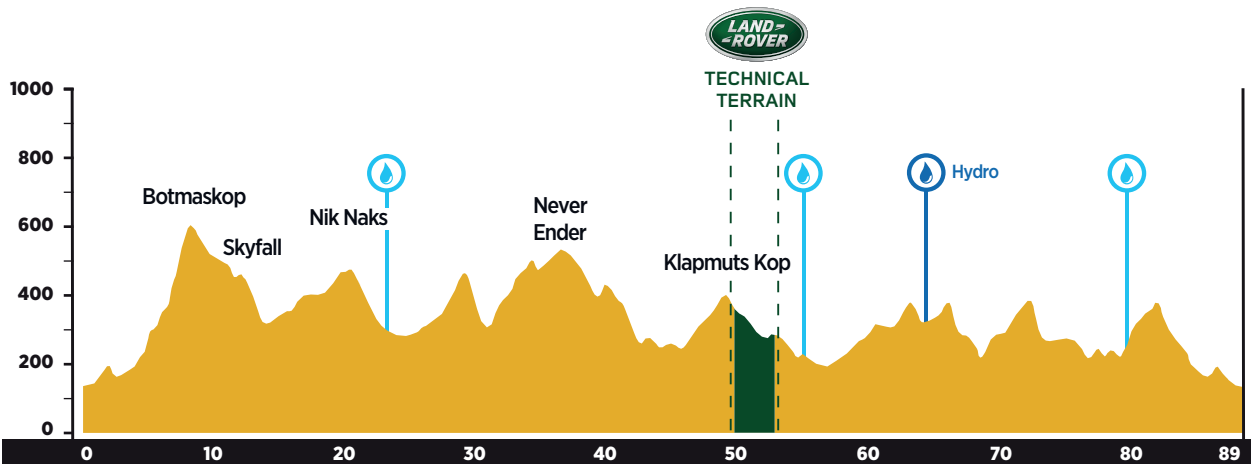 LAND
ROVER
TECHNICAL
TERRAIN
1000
800
600
400
200
0
Botmaskop
Skyfall
Nik Naks
Never
Ender
Klapmuts Kop
Hydro
0 10 20 30 40 50 60 70 80 89